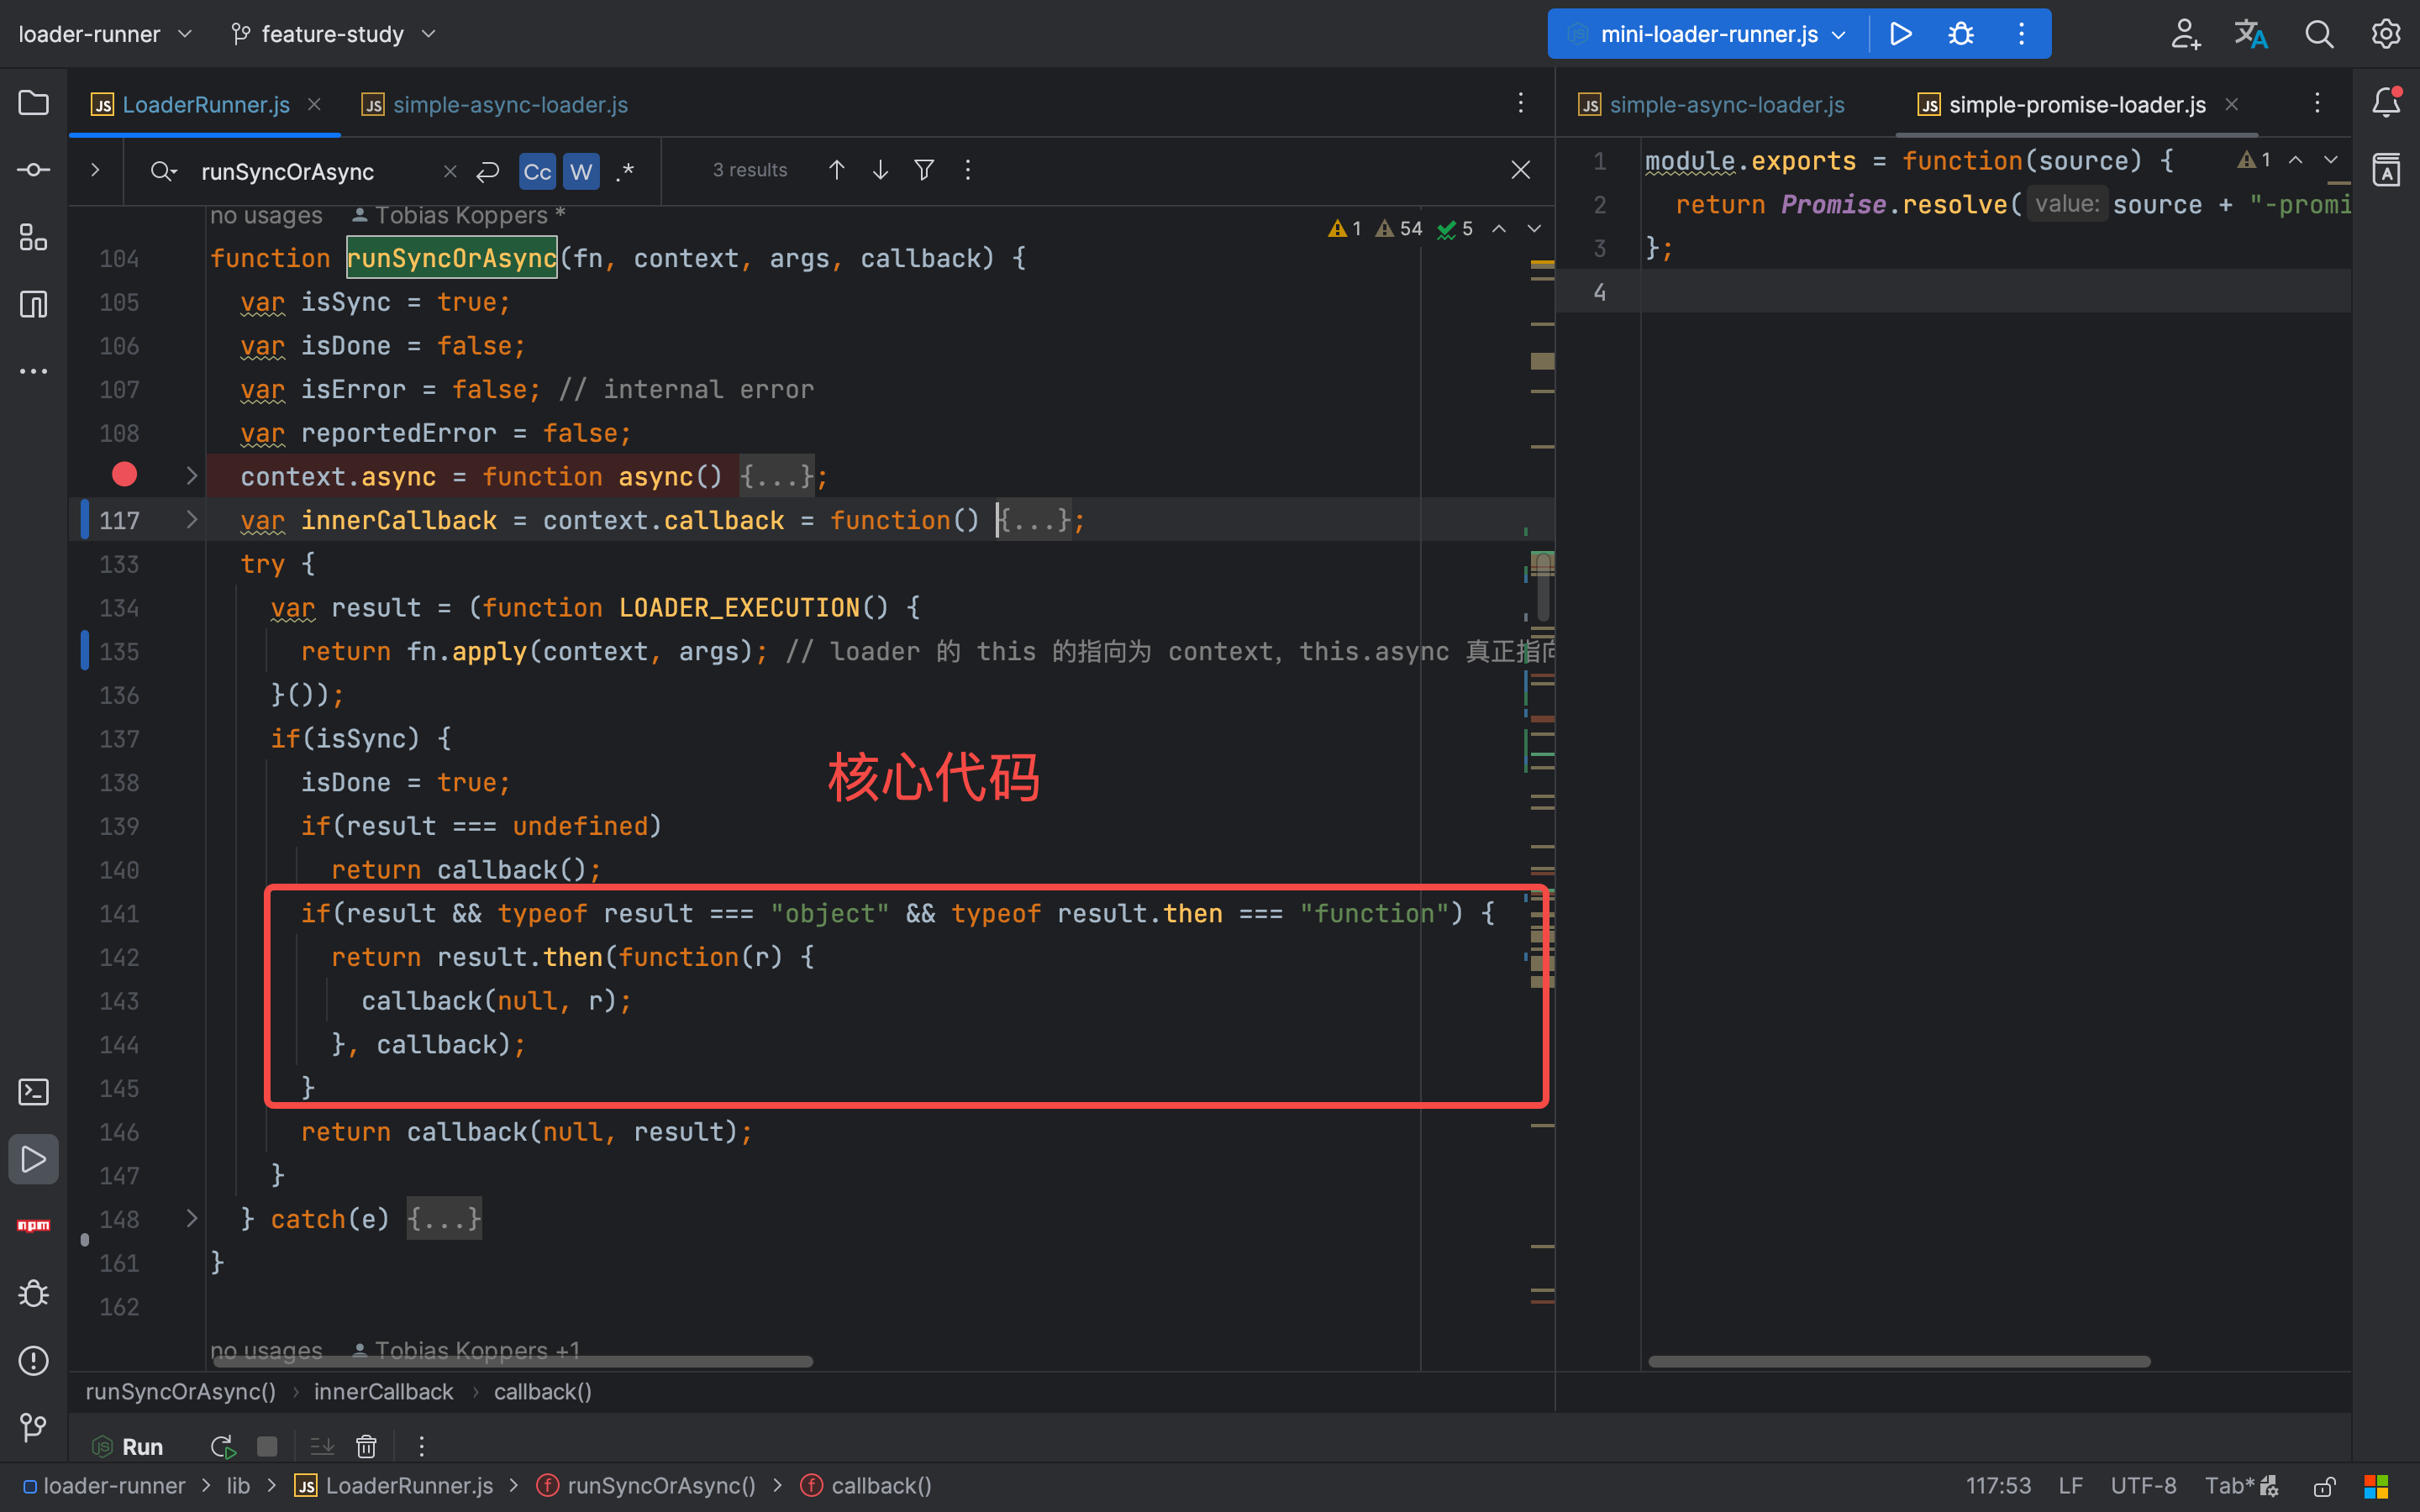 loader-runner feature-study mini-loader-runner.js
LoaderRunner.js simple-async-loader.js
runSyncOrAsync Cc W .* 3 results
no usages Tobias Koppers *
1 54 5
104 function runSyncOrAsync(fn, context, args, callback) {
105 var isSync = true;
106 var isDone = false;
107 var isError = false; // internal error
108 var reportedError = false;
context.async = function async() {...};
117 var innerCallback = context.callback = function() {...};
133 try {
134 var result = (function LOADER_EXECUTION() {
135 return fn.apply(context, args); // loader 的 this 的指向为 context, this.async 真正指向
136 }());
137 if(isSync) {
138 isDone = true;
139 if(result === undefined)
140 return callback();
141 if(result && typeof result === "object" && typeof result.then === "function") {
142 return result.then(function(r) {
143 callback(null, r);
144 }, callback);
145 }
146 return callback(null, result);
147 }
148 } catch(e) {...}
161 }
162
核心代码
no usages Tobias Koppers +1
runSyncOrAsync() innerCallback callback()
simple-async-loader.js simple-promise-loader.js
1 module.exports = function(source) { 1
2 return Promise.resolve( value: source + "-promi
3 };
4
npm
Run
loader-runner lib LoaderRunner.js runSyncOrAsync() callback() 117:53 LF UTF-8 Tab*